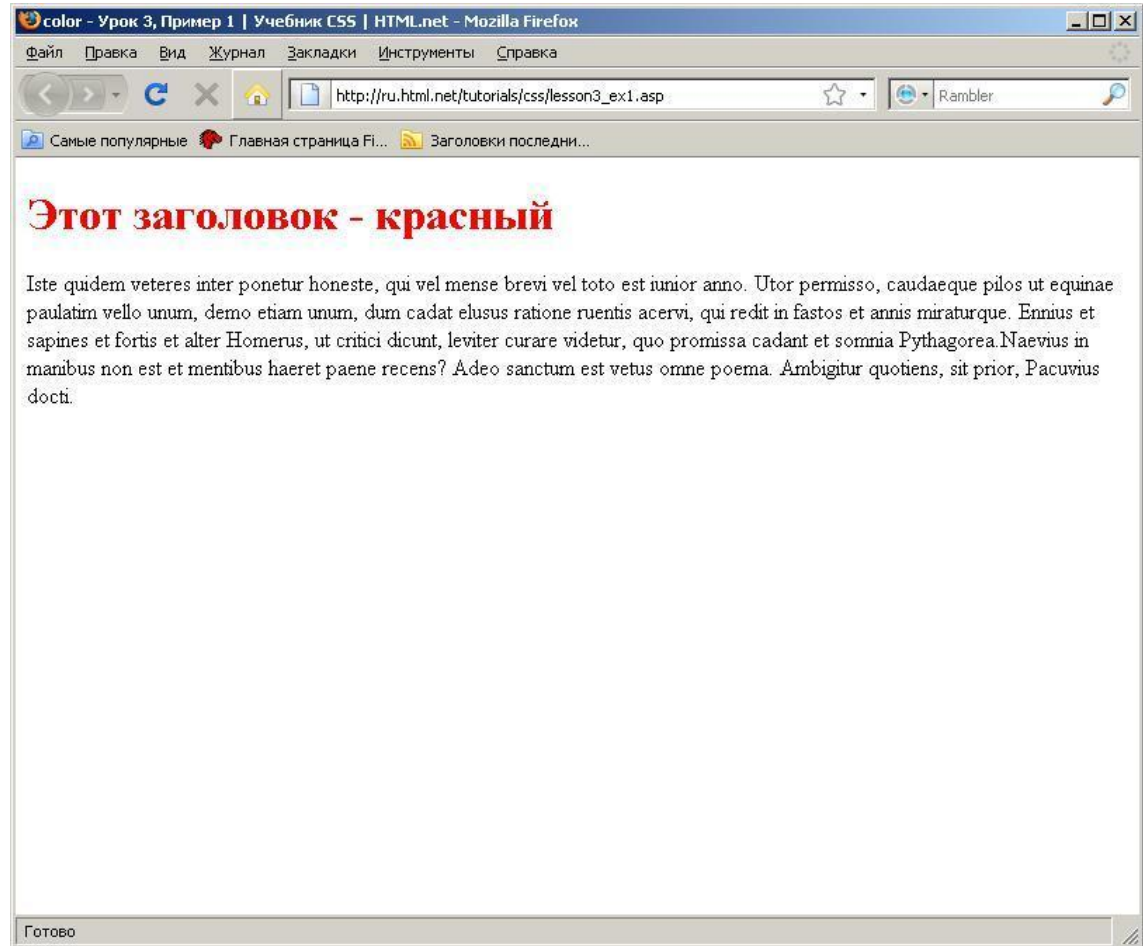 color - Урок 3, Пример 1 | Учебник CSS | HTML.net - Mozilla Firefox
Файл Правка Вид Журнал Закладки Инструменты Справка
http://ru.html.net/tutorials/css/lesson3_ex1.asp Rambler
Самые популярные Главная страница Fi... Заголовки последни...
Этот заголовок - красный
Iste quidem veteres inter ponetur honeste, qui vel mense brevi vel toto est iunior anno. Utor permisso, caudaeque pilos ut equinae
paulatim vello unum, demo etiam unum, dum cadat elusus ratione ruentis acervi, qui redit in fastos et annis miraturque. Ennius et
sapines et fortis et alter Homerus, ut critici dicunt, leviter curare videtur, quo promissa cadant et somnia Pythagorea.Naevius in
manibus non est et mentibus haeret paene recens? Adeo sanctum est vetus omne poema. Ambigitur quotiens, sit prior, Pacuvius
docti.
Готово